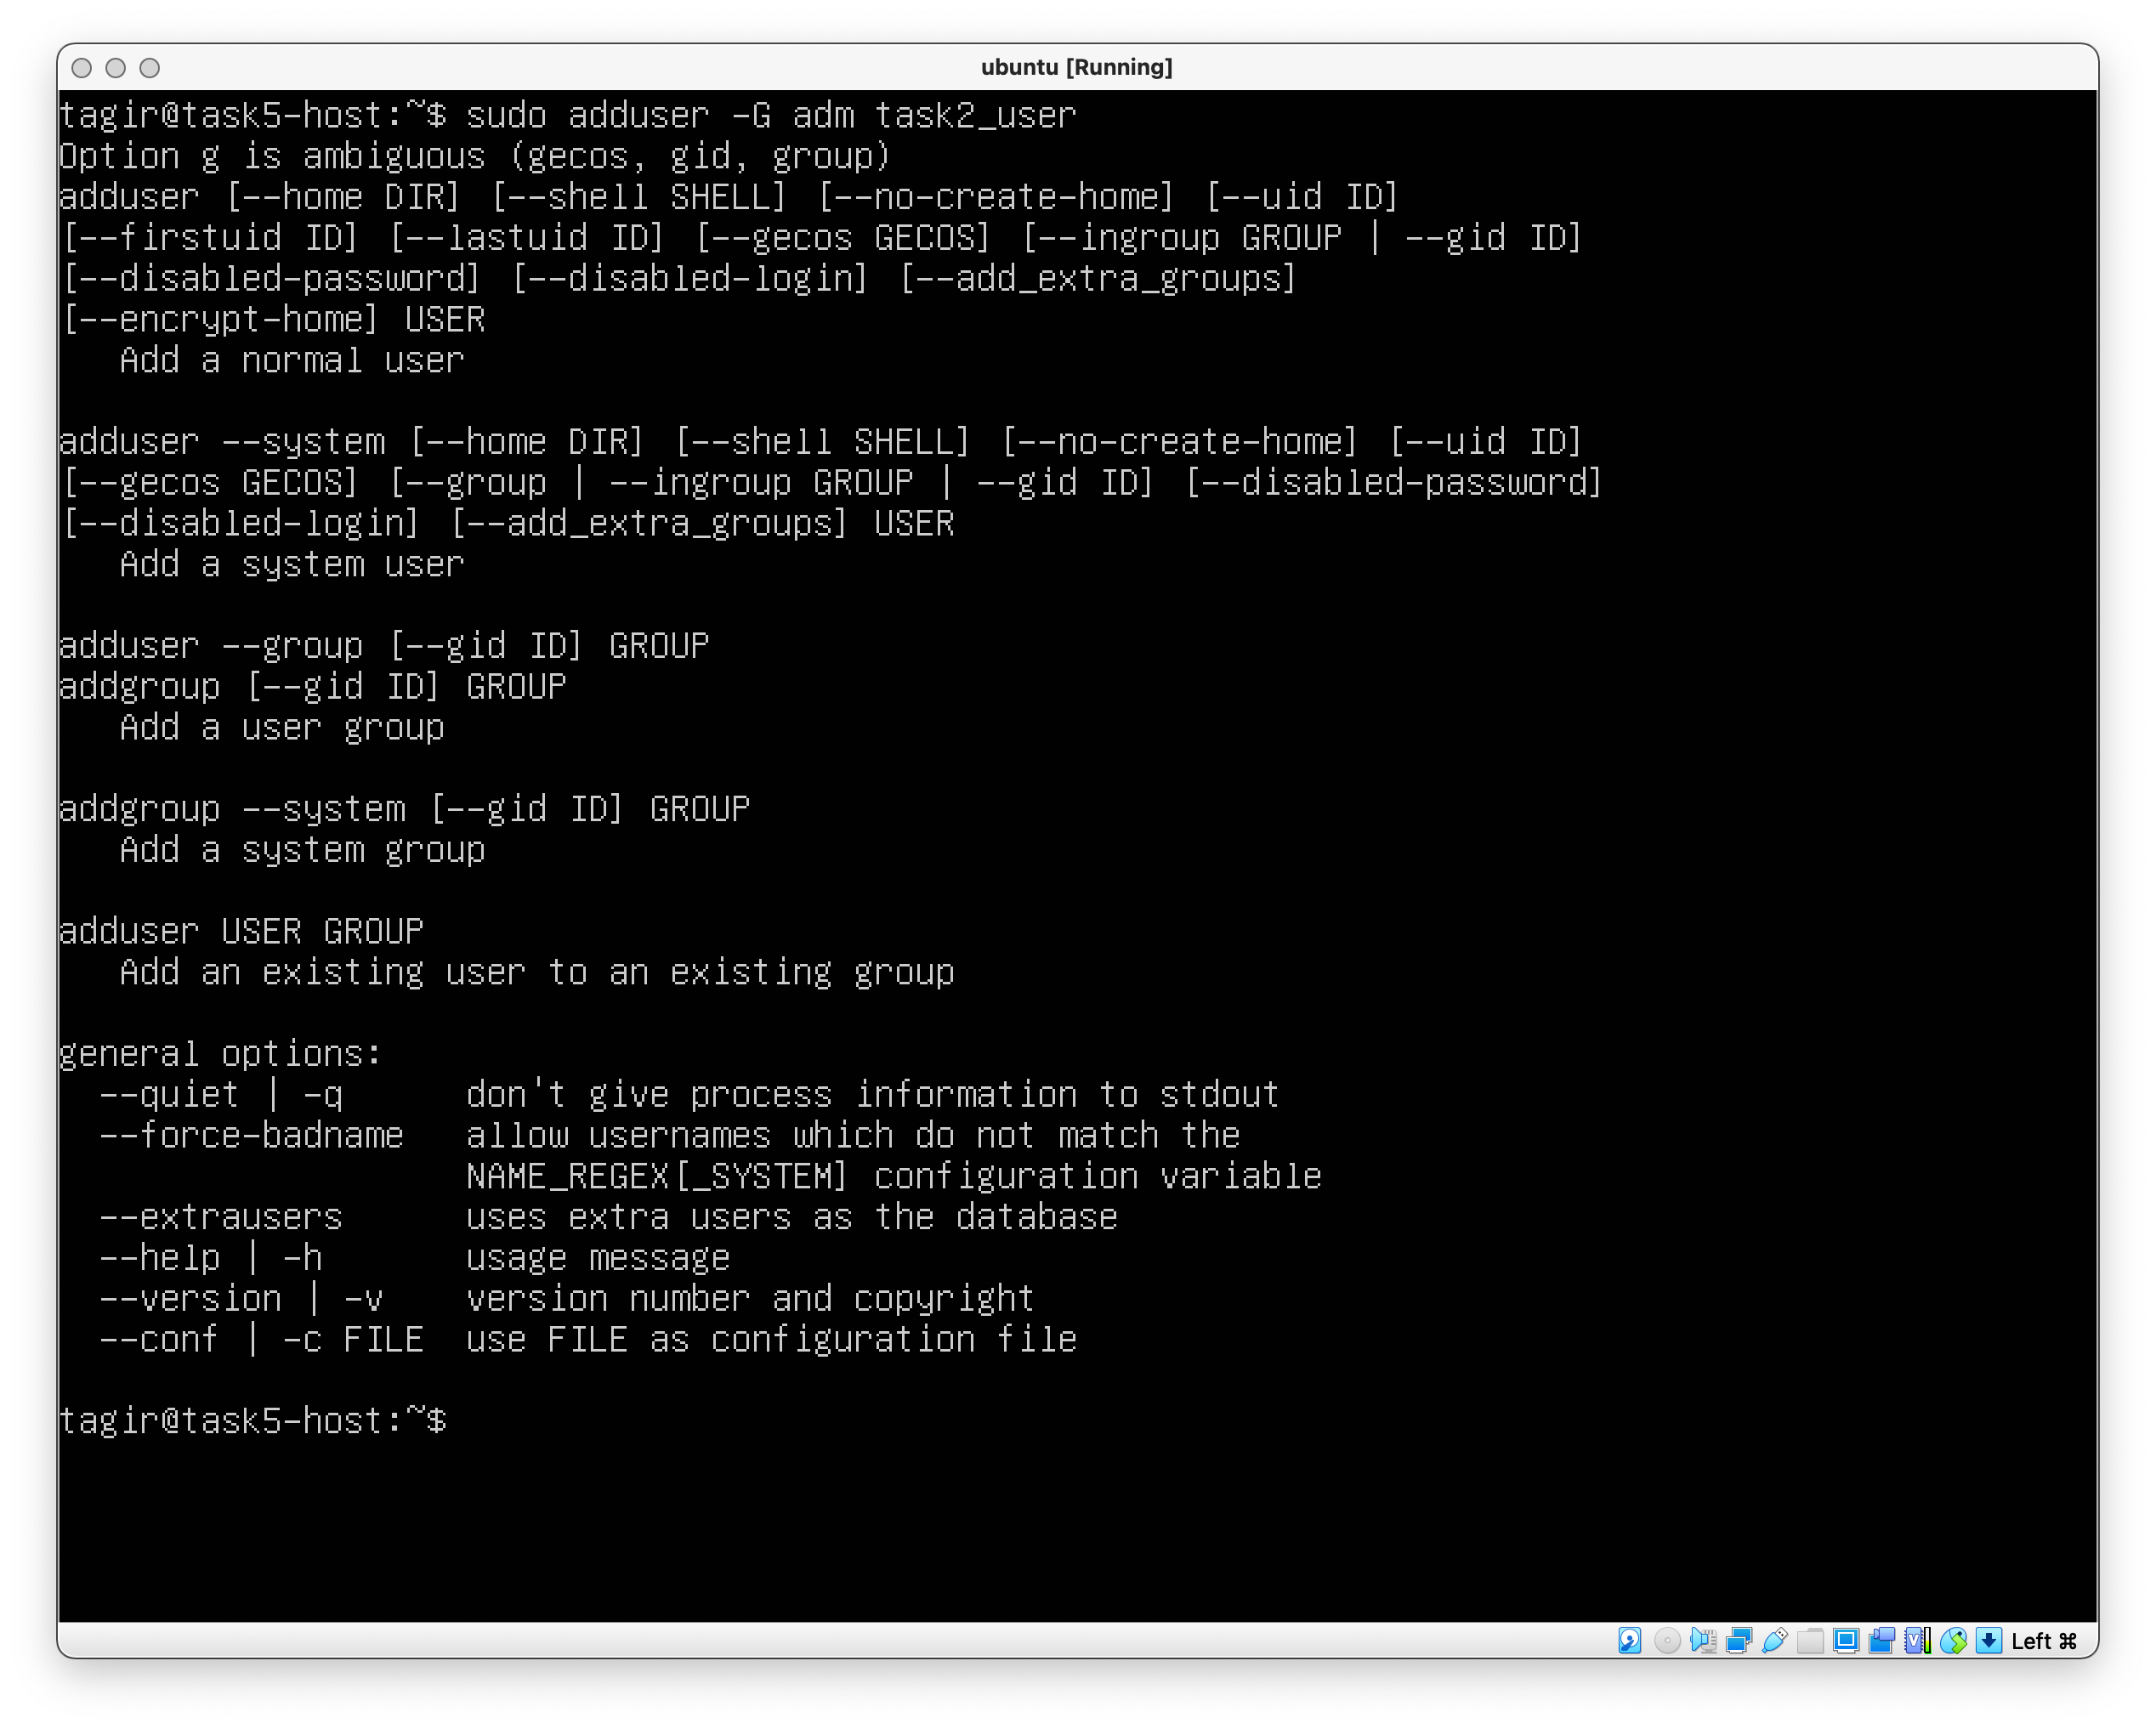 ubuntu [Running]
tagir@task5-host:~$ sudo adduser -G adm task2_user
Option g is ambiguous (gecos, gid, group)
adduser [--home DIR] [--shell SHELL] [--no-create-home] [--uid ID]
[--firstuid ID] [--lastuid ID] [--gecos GECOS] [--ingroup GROUP | --gid ID]
[--disabled-password] [--disabled-login] [--add_extra_groups]
[--encrypt-home] USER
   Add a normal user

adduser --system [--home DIR] [--shell SHELL] [--no-create-home] [--uid ID]
[--gecos GECOS] [--group | --ingroup GROUP | --gid ID] [--disabled-password]
[--disabled-login] [--add_extra_groups] USER
   Add a system user

adduser --group [--gid ID] GROUP
addgroup [--gid ID] GROUP
   Add a user group

addgroup --system [--gid ID] GROUP
   Add a system group

adduser USER GROUP
   Add an existing user to an existing group

general options:
  --quiet | -q      don't give process information to stdout
  --force-badname   allow usernames which do not match the
                    NAME_REGEX[_SYSTEM] configuration variable
  --extrausers      uses extra users as the database
  --help | -h       usage message
  --version | -v    version number and copyright
  --conf | -c FILE  use FILE as configuration file

tagir@task5-host:~$
Left ⌘